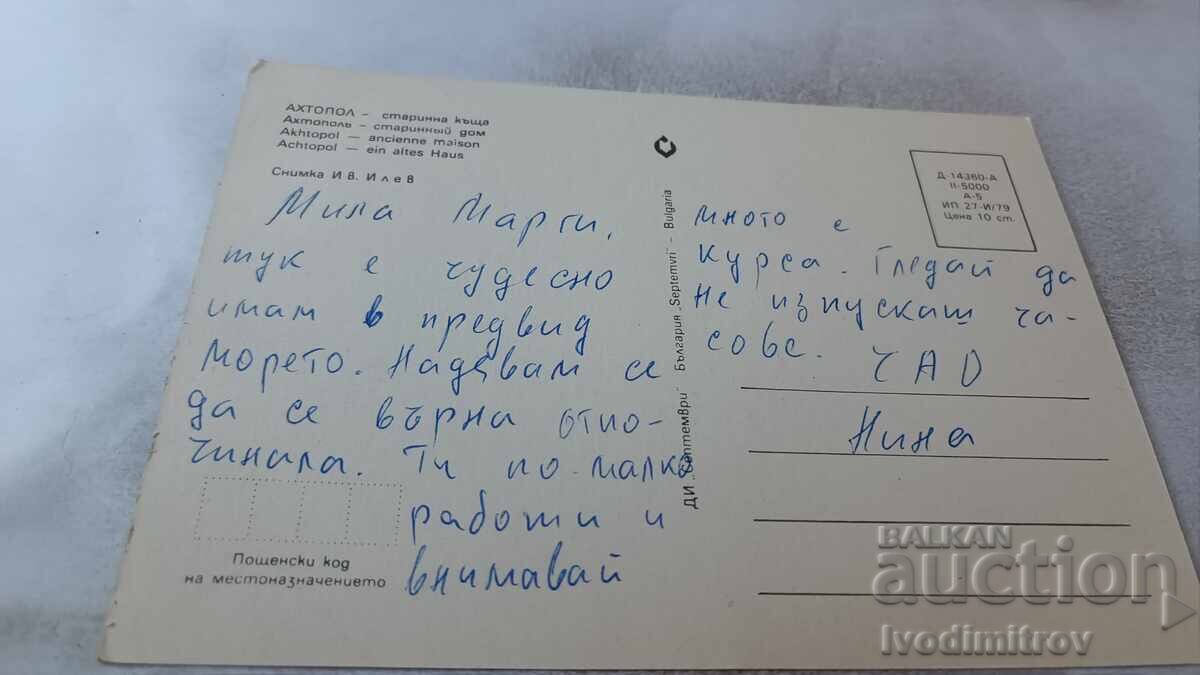 АХТОПОЛ – старинна къща
Ахтополь – старинный дом
Akhtopol — ancienne maison
Achtopol — ein altes Haus
Снимка Ив. Илев
Мила Марги,
тук е чудесно
имам в предвид
морето. Надявам се
да се върна отпо-
чинала. Ти по-малко
работи и
внимавай
Пощенски код
на местоназначението
ДИ „Септември" България „Septemvri" – Bulgaria
Д-14360-А
II-5000
А-5
ИП 27-И/79
Цена 10 ст.
много е
курса. Гледай да
не изпускаш ча-
сове.
ЧАО
Нина
BALKAN
auction
Ivodimitrov